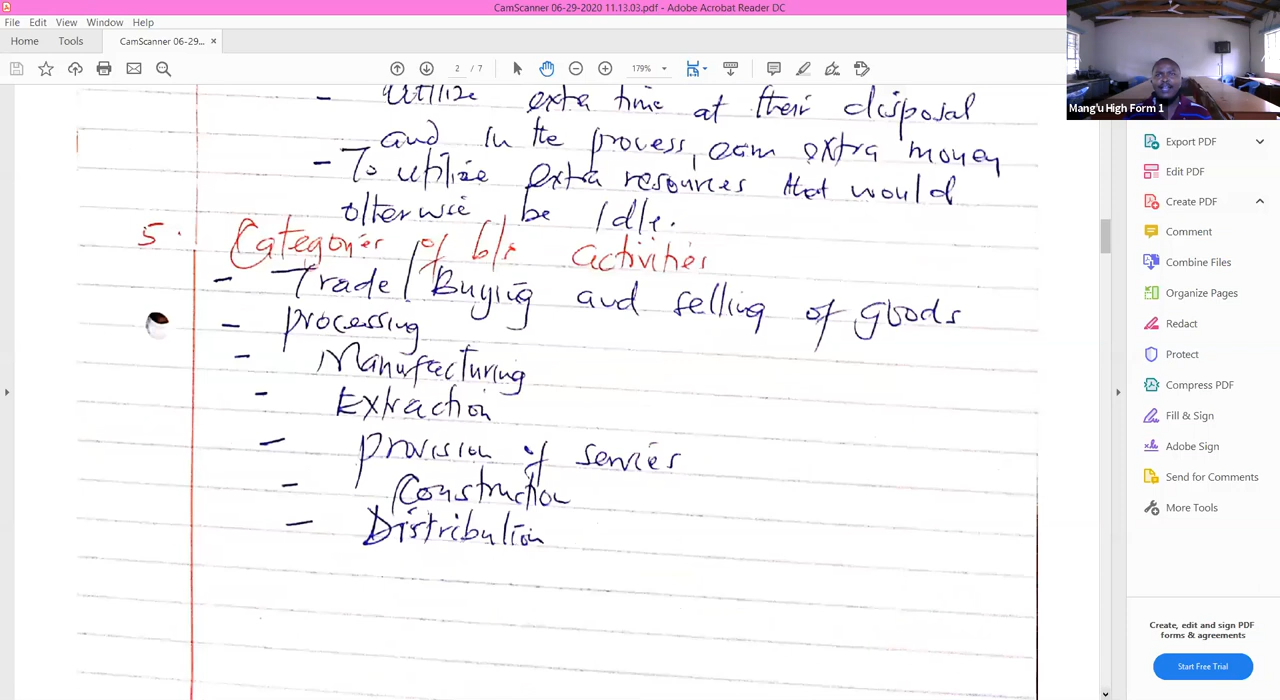 CamScanner 06-29-2020 11.13.03.pdf - Adobe Acrobat Reader DC
File Edit View Window Help
Home Tools CamScanner 06-29... ×
2 / 7 179%
Mang'u High Form 1
- Utilize extra time at their disposal
and in the process, earn extra money
- To utilize extra resources that would
otherwise be Idle.
5. Categories of b/s activities
- Trade/Buying and selling of goods
- processing
- Manufacturing
- Extraction
- provision of servies
- Construction
- Distribution
Export PDF
Edit PDF
Create PDF
Comment
Combine Files
Organize Pages
Redact
Protect
Compress PDF
Fill & Sign
Adobe Sign
Send for Comments
More Tools
Create, edit and sign PDF
forms & agreements
Start Free Trial